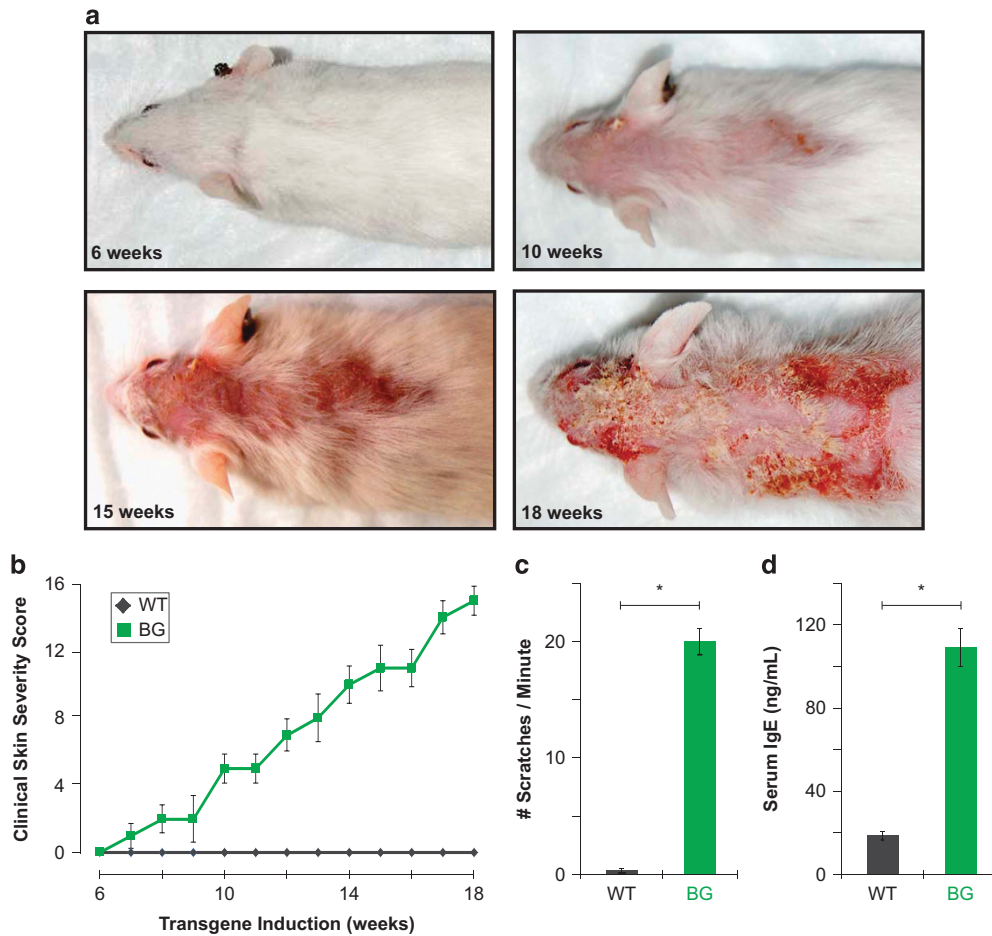 a
6 weeks
10 weeks
15 weeks
18 weeks
b
Clinical Skin Severity Score
16
12
8
4
0
WT
BG
6
10
14
18
Transgene Induction (weeks)
c
# Scratches / Minute
20
10
0
*
WT
BG
d
Serum IgE (ng/mL)
120
80
40
0
*
WT
BG